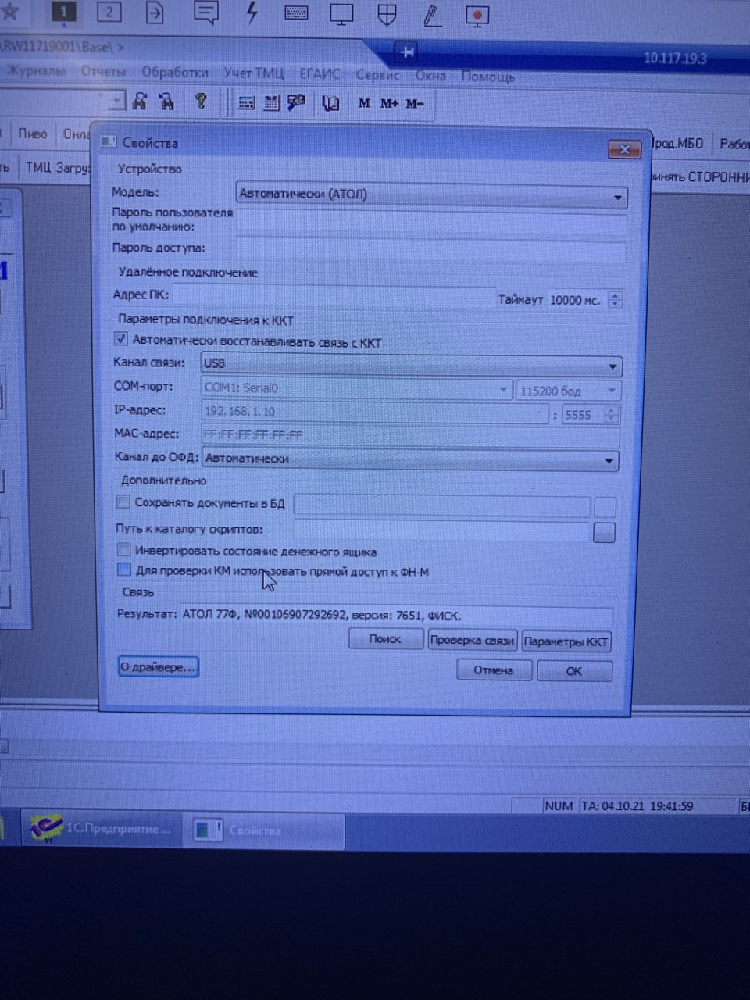 1 2
\RW11719001\Base\ >
10.117.19.3
Журналы Отчеты Обработки Учет ТМЦ ЕГАИС Сервис Окна Помощь
M M+ M-
Пиво
ТМЦ
СТОРОННИ
Свойства
Устройство
Модель: Автоматически (АТОЛ)
Пароль пользователя
по умолчанию:
Пароль доступа:
Удалённое подключение
Адрес ПК: Таймаут 10000 мс.
Параметры подключения к ККТ
Автоматически восстанавливать связь с ККТ
Канал связи: USB
COM-порт: COM1: Serial0 115200 бод
IP-адрес: 192.168.1.10 : 5555
MAC-адрес: FF:FF:FF:FF:FF:FF
Канал до ОФД: Автоматически
Дополнительно
Сохранять документы в БД
Путь к каталогу скриптов:
Инвертировать состояние денежного ящика
Для проверки КМ использовать прямой доступ к ФН-М
Связь
Результат: АТОЛ 77Ф, №00106907292692, версия: 7651, ФИСК.
Поиск Проверка связи Параметры ККТ
О драйвере... Отмена ОК
NUM TA: 04.10.21 19:41:59
1С:Предприятие ... Свойства